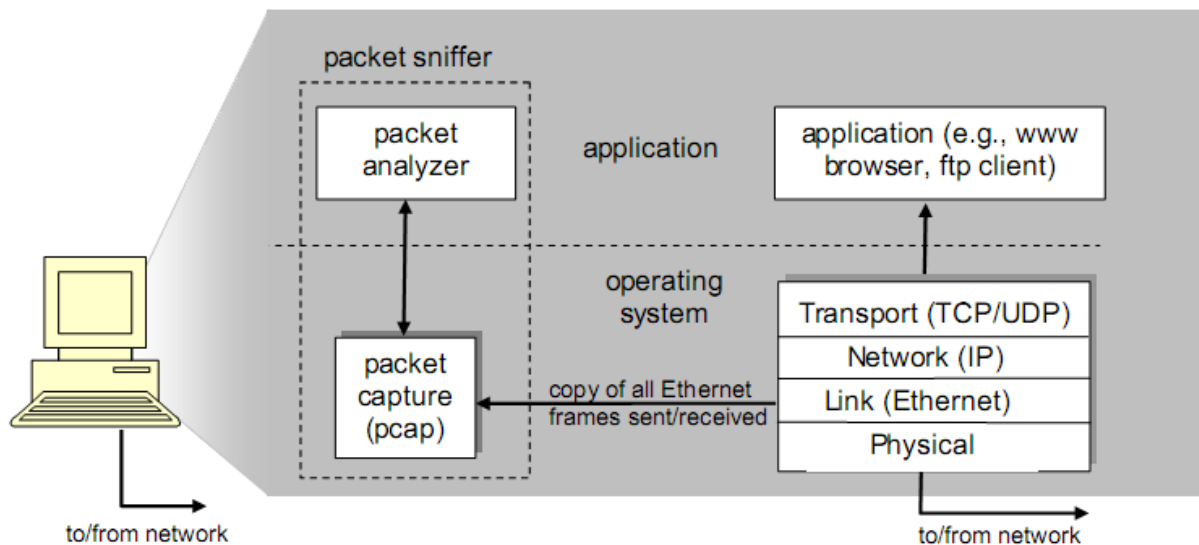 packet sniffer
packet
analyzer
application
application (e.g., www
browser, ftp client)
operating
system
packet
capture
(pcap)
copy of all Ethernet
frames sent/received
Transport (TCP/UDP)
Network (IP)
Link (Ethernet)
Physical
to/from network
to/from network